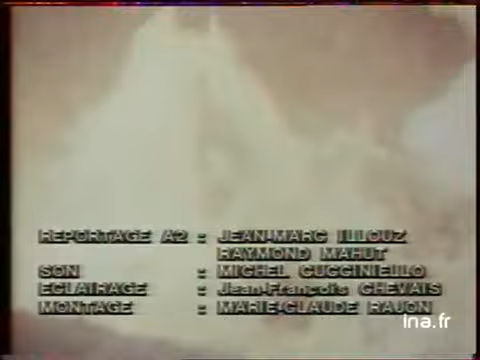 REPORTAGE A2 : JEAN-MARC ILLOUZ
RAYMOND MAHUT
SON : MICHEL CUCCINIELLO
ECLAIRAGE : Jean-François CHEVAIS
MONTAGE : MARIE-CLAUDE RAJON
ina.fr